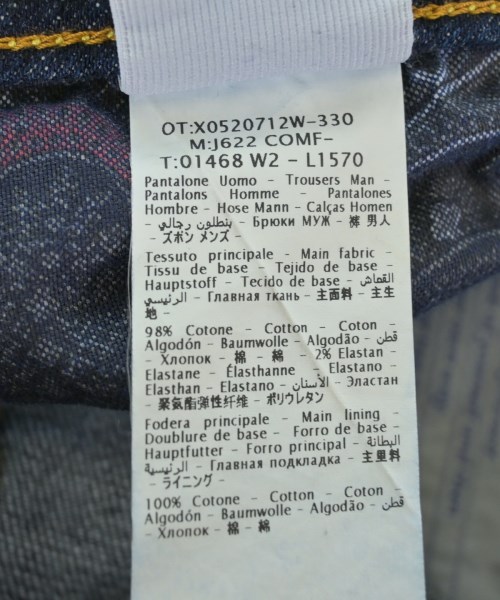 OT:X0520712W-330
M:J622 COMF-
T:01468 W2 - L1570
Pantalone Uomo - Trousers Man -
Pantalons Homme - Pantalones
Hombre - Hose Mann - Calças Homen
- بنطلون رجالي - Брюки МУЖ - 裤 男人
- ズボン メンズ -
Tessuto principale - Main fabric -
Tissu de base - Tejido de base -
Hauptstoff - Tecido de base - القماش
الرئيسي - Главная ткань - 主面料 - 主生
地 -
98% Cotone - Cotton - Coton -
Algodón - Baumwolle - Algodão - قطن
- Хлопок - 棉 - 綿 - 2% Elastan -
Elastane - Élasthanne - Elastano -
Elasthan - Elastano - الأستان - Эластан
- 聚氨酯弹性纤维 - ポリウレタン
Fodera principale - Main lining -
Doublure de base - Forro de base -
Hauptfutter - Forro principal - البطانة
الرئيسية - Главная подкладка - 主里料
- ライニング -
100% Cotone - Cotton - Coton -
Algodón - Baumwolle - Algodão - قطن
- Хлопок - 棉 - 綿